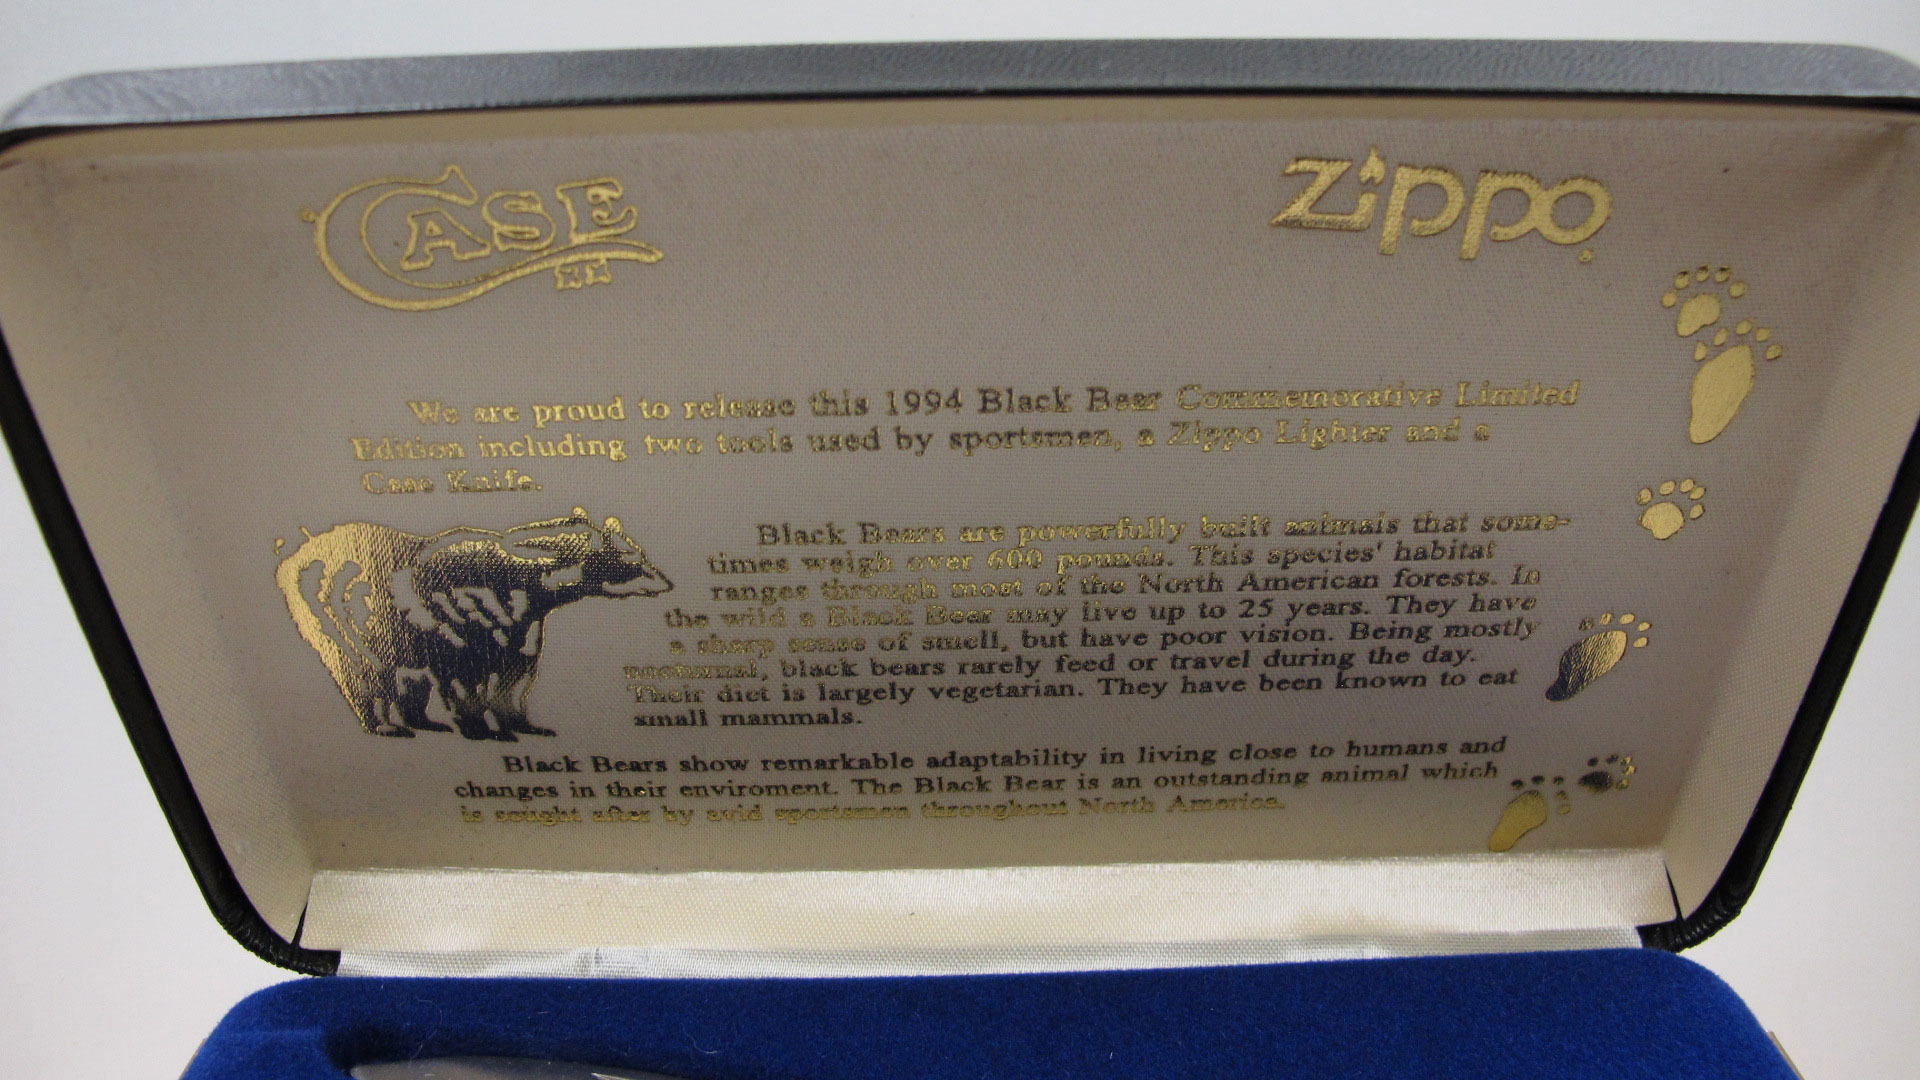 CASE XX
Zippo
We are proud to release this 1994 Black Bear Commemorative Limited
Edition including two tools used by sportsmen, a Zippo Lighter and a
Case Knife.
Black Bears are powerfully built animals that some-
times weigh over 600 pounds. This species' habitat
ranges through most of the North American forests. In
the wild a Black Bear may live up to 25 years. They have
a sharp sense of smell, but have poor vision. Being mostly
nocturnal, black bears rarely feed or travel during the day.
Their diet is largely vegetarian. They have been known to eat
small mammals.
Black Bears show remarkable adaptability in living close to humans and
changes in their enviroment. The Black Bear is an outstanding animal which
is sought after by avid sportsmen throughout North America.